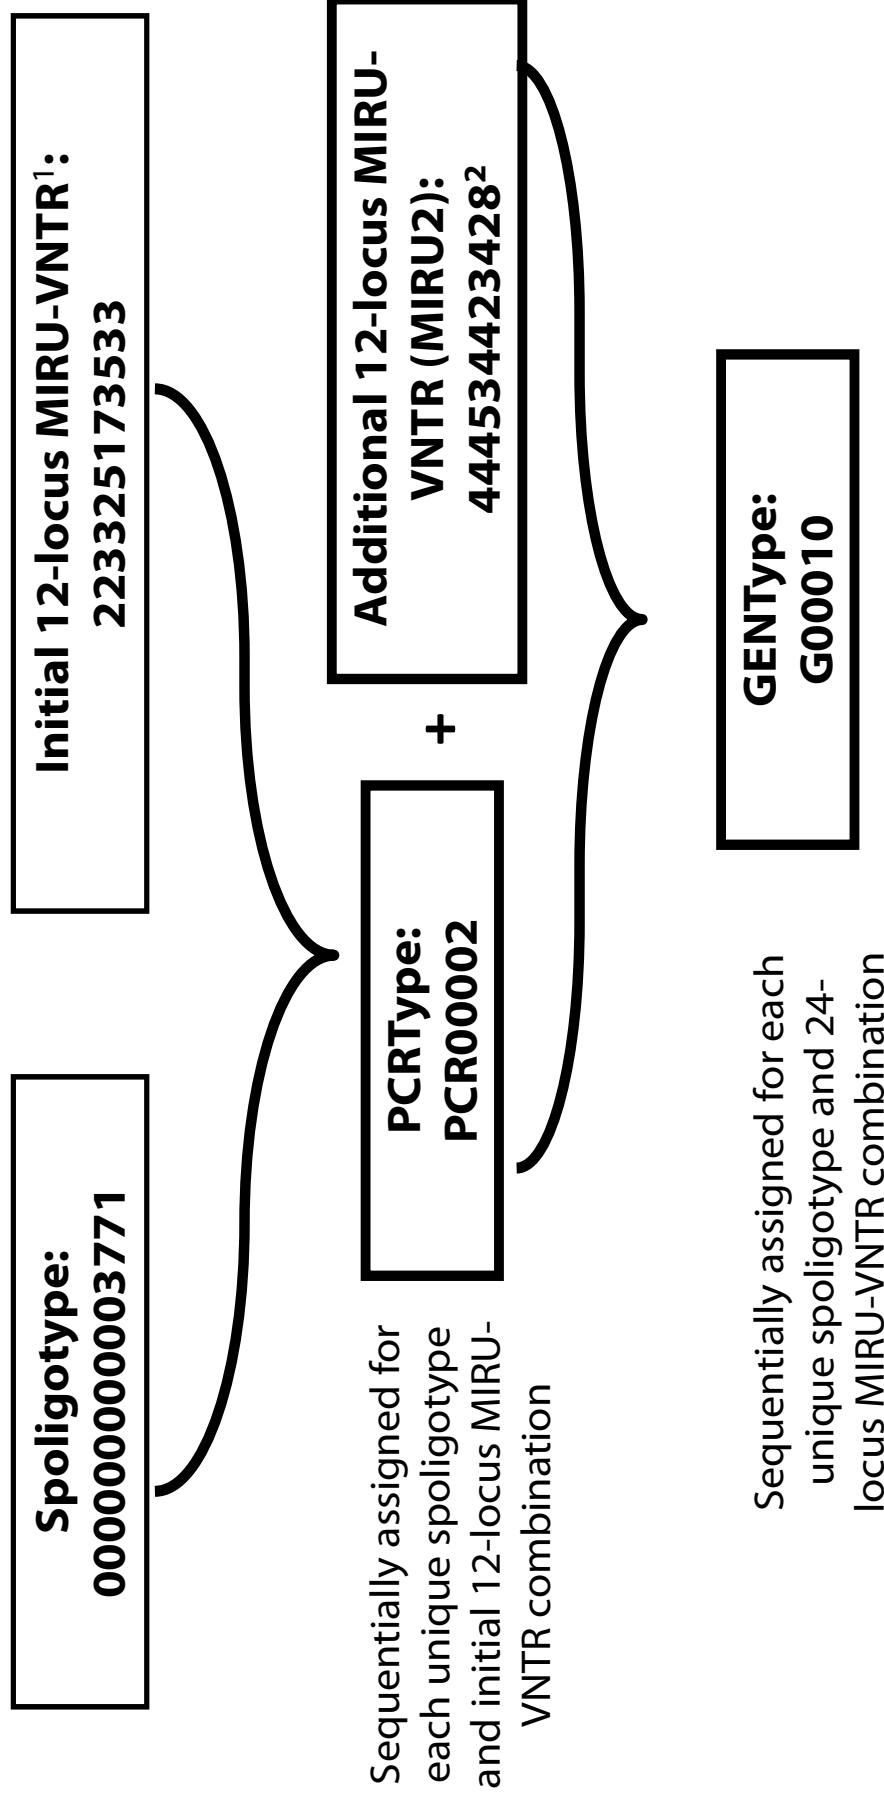 Spoligotype:
000000000003771
Initial 12-locus MIRU-VNTR¹:
223325173533
Sequentially assigned for
each unique spoligotype
and initial 12-locus MIRU-
VNTR combination
PCRType:
PCR00002
+
Additional 12-locus MIRU-
VNTR (MIRU2):
444534423428²
Sequentially assigned for each
unique spoligotype and 24-
locus MIRU-VNTR combination
GENType:
G00010